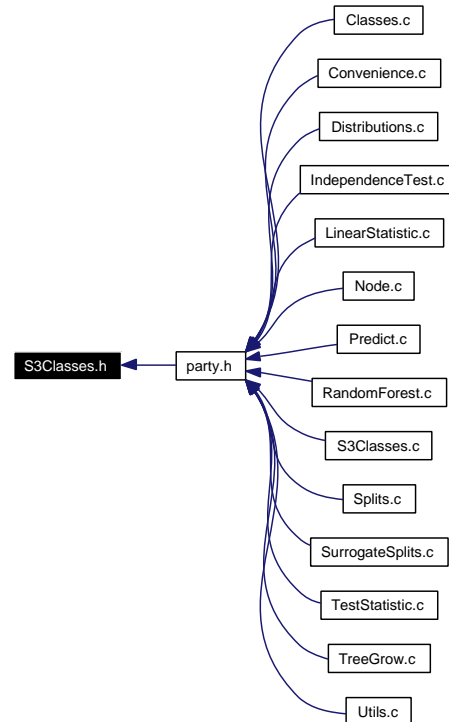 Classes.c
Convenience.c
Distributions.c
IndependenceTest.c
LinearStatistic.c
Node.c
Predict.c
S3Classes.h
party.h
RandomForest.c
S3Classes.c
Splits.c
SurrogateSplits.c
TestStatistic.c
TreeGrow.c
Utils.c